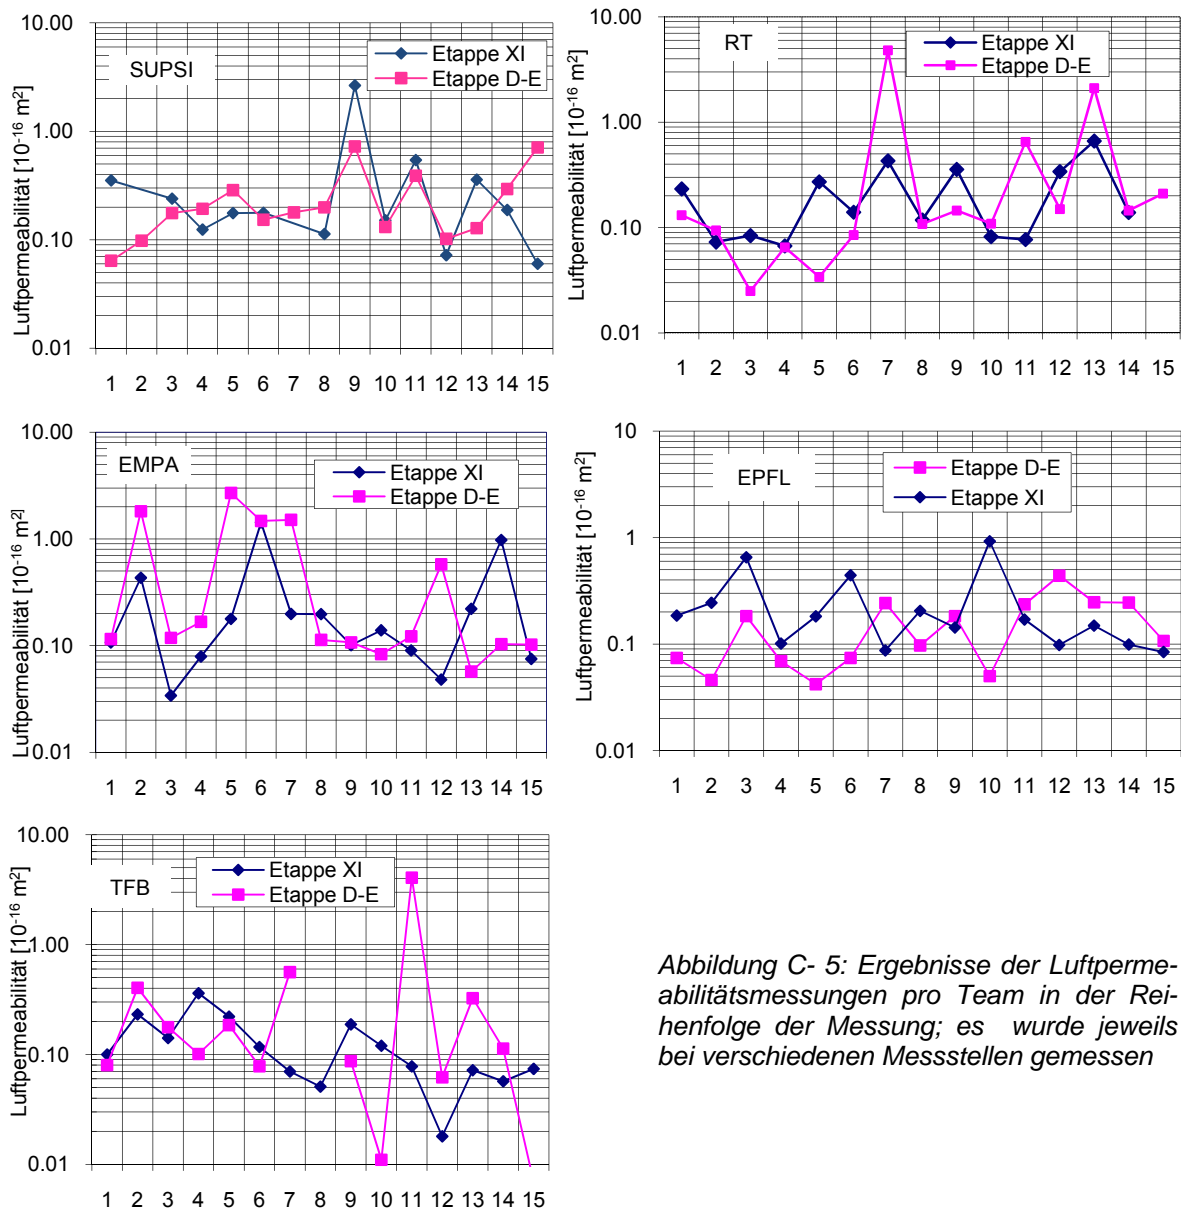 SUPSI
Etappe XI
Etappe D-E
Luftpermeabilität [10⁻¹⁶ m²]
10.00
1.00
0.10
0.01
1 2 3 4 5 6 7 8 9 10 11 12 13 14 15
RT
Etappe XI
Etappe D-E
Luftpermeabilität [10⁻¹⁶ m²]
10.00
1.00
0.10
0.01
1 2 3 4 5 6 7 8 9 10 11 12 13 14 15
EMPA
Etappe XI
Etappe D-E
Luftpermeabilität [10⁻¹⁶ m²]
10.00
1.00
0.10
0.01
1 2 3 4 5 6 7 8 9 10 11 12 13 14 15
EPFL
Etappe D-E
Etappe XI
Luftpermeabilität [10⁻¹⁶ m²]
10
1
0.1
0.01
1 2 3 4 5 6 7 8 9 10 11 12 13 14 15
TFB
Etappe XI
Etappe D-E
Luftpermeabilität [10⁻¹⁶ m²]
10.00
1.00
0.10
0.01
1 2 3 4 5 6 7 8 9 10 11 12 13 14 15
Abbildung C- 5: Ergebnisse der Luftperme-
abilitätsmessungen pro Team in der Rei-
henfolge der Messung; es wurde jeweils
bei verschiedenen Messstellen gemessen